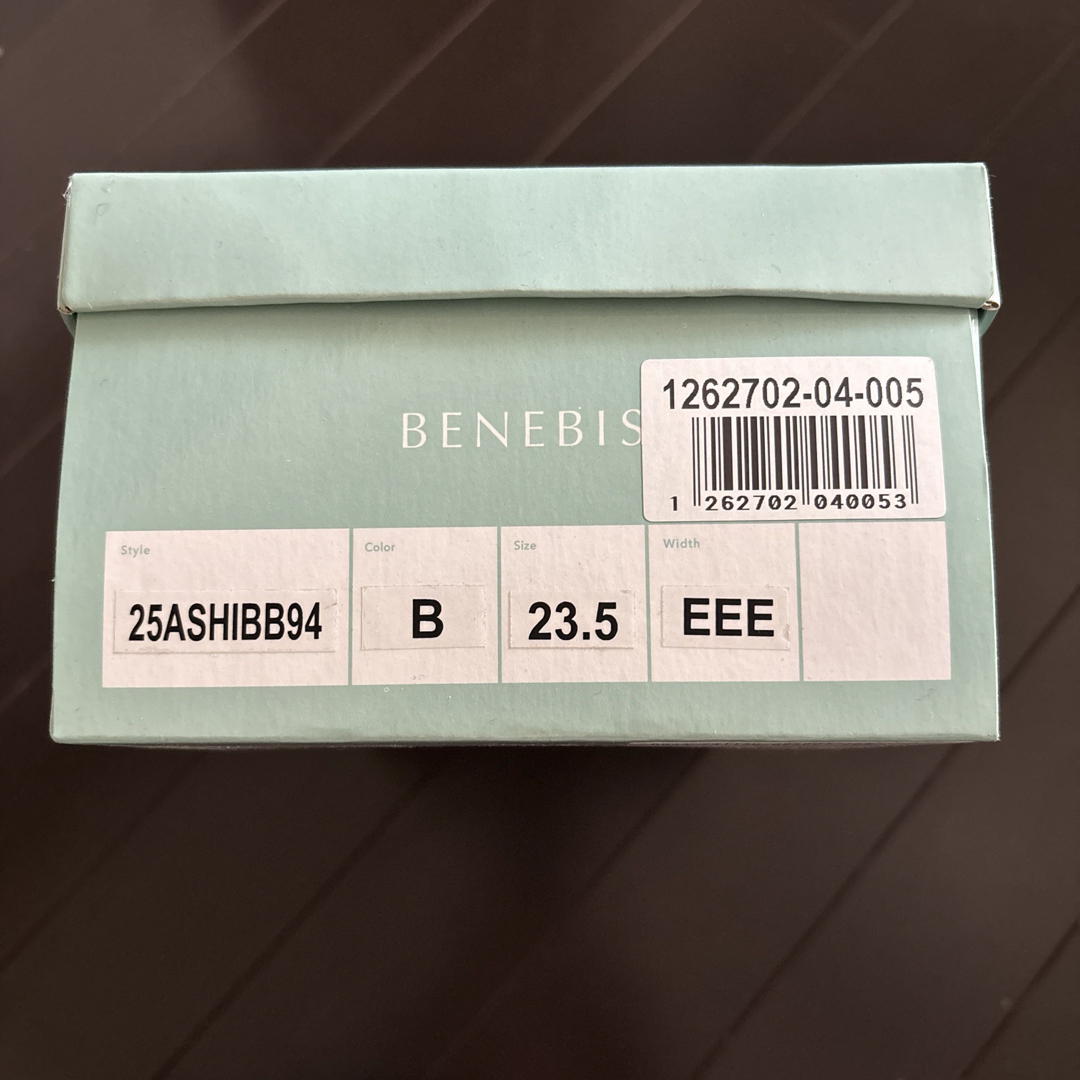 1262702-04-005
BENEBIS
1 262702 040053
Style
Color
Size
Width
25ASHIBB94
B
23.5
EEE